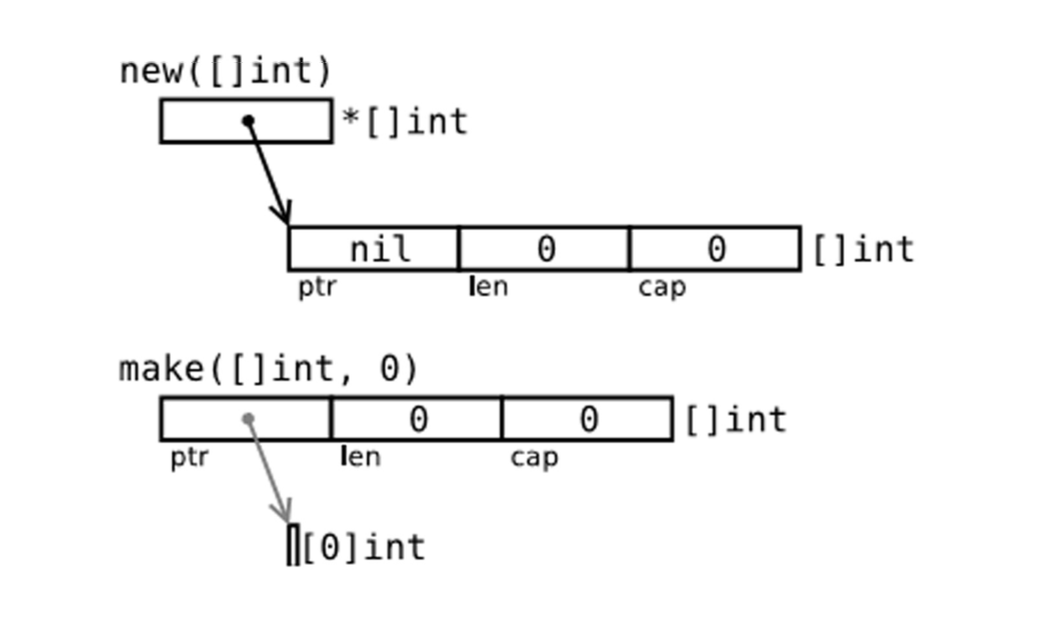 new([]int)
*[]int
nil 0 0 []int
ptr len cap
make([]int, 0)
0 0 []int
ptr len cap
[0]int